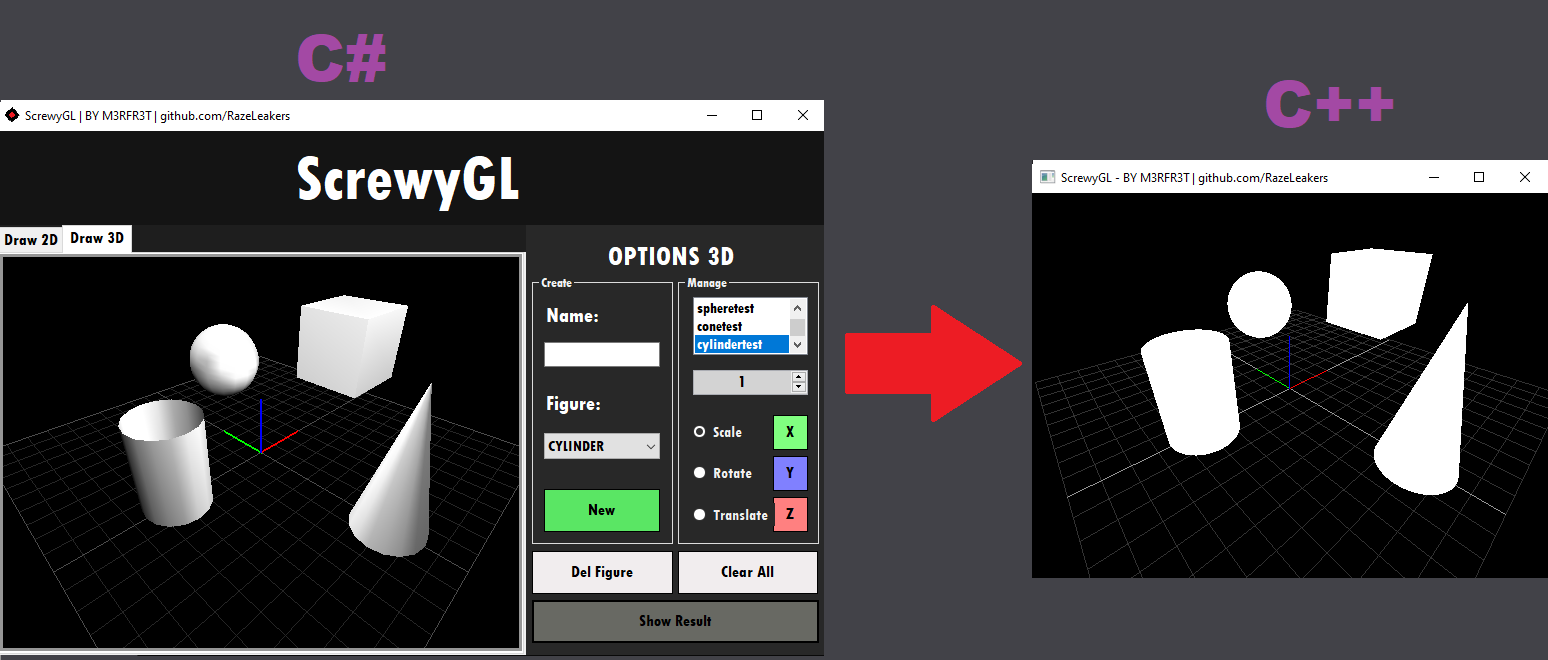 C#
C++
ScrewyGL | BY M3RFR3T | github.com/RazeLeakers
ScrewyGL
Draw 2D
Draw 3D
OPTIONS 3D
Create
Name:
Figure:
CYLINDER
New
Manage
spheretest
conetest
cylindertest
1
Scale
X
Rotate
Y
Translate
Z
Del Figure
Clear All
Show Result
ScrewyGL - BY M3RFR3T | github.com/RazeLeakers